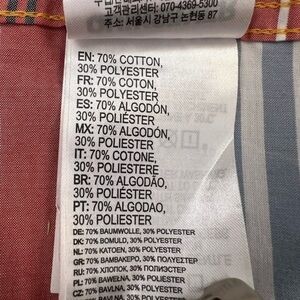 고객관리센터: 070-4369-5300
주소: 서울시 강남구 논현동 87
EN: 70% COTTON,
30% POLYESTER
FR: 70% COTON,
30% POLYESTER
ES: 70% ALGODÓN,
30% POLIÉSTER
MX: 70% ALGODÓN,
30% POLIÉSTER
IT: 70% COTONE,
30% POLIESTERE
BR: 70% ALGODÃO,
30% POLIÉSTER
PT: 70% ALGODAO,
30% POLIESTER
DE: 70% BAUMWOLLE, 30% POLYESTER
DK: 70% BOMULD, 30% POLYESTER
NL: 70% KATOEN, 30% POLYESTER
GR: 70% ΒΑΜΒΑΚΕΡΟ, 30% ΠΟΛΥΕΣΤΕΡ
RU: 70% ХЛОПОК, 30% ПОЛИЭСТЕР
PL: 70% BAWEŁNA, 30% POLIESTER
CZ: 70% BAVLNA, 30% POLYESTER